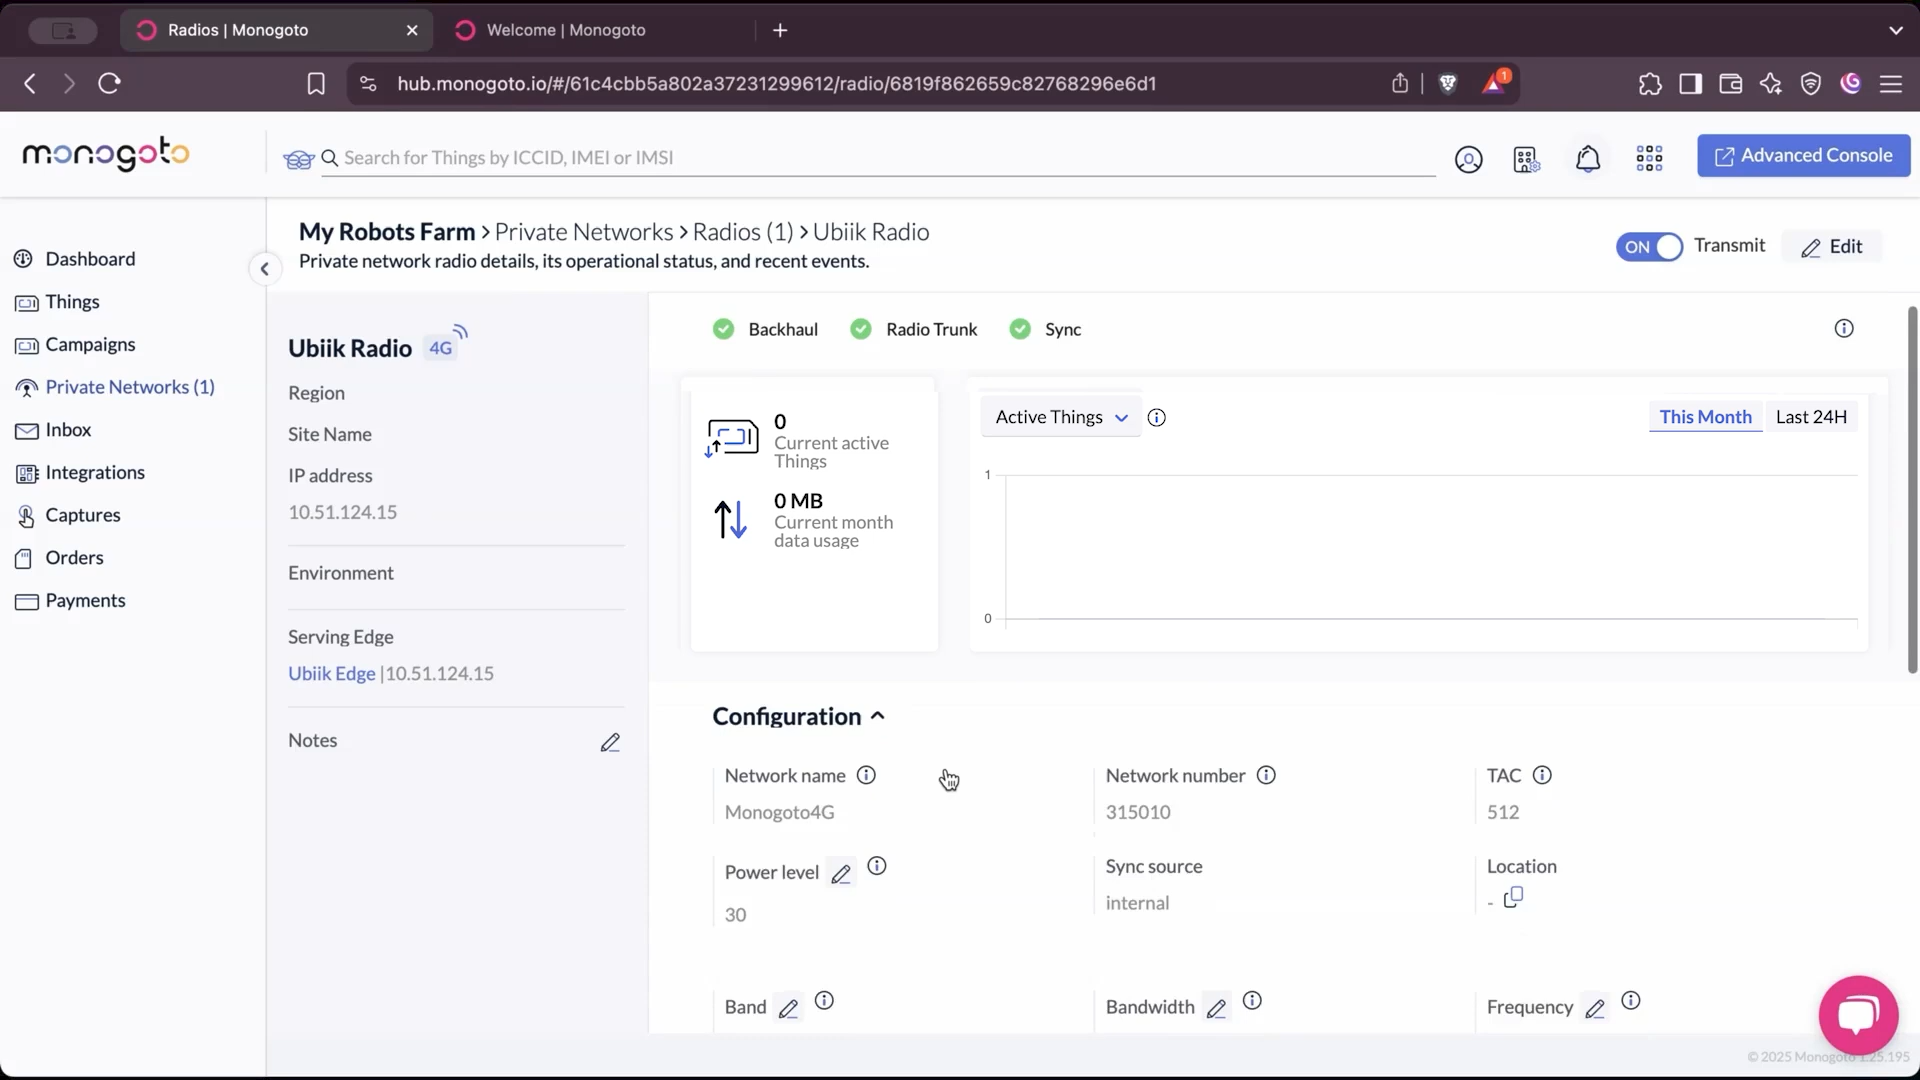 Radios | Monogoto
Welcome | Monogoto
hub.monogoto.io/#/61c4cbb5a802a37231299612/radio/6819f862659c82768296e6d1
1
monogoto
Search for Things by ICCID, IMEI or IMSI
Advanced Console
My Robots Farm > Private Networks > Radios (1) > Ubiik Radio
Private network radio details, its operational status, and recent events.
ON Transmit
Edit
Dashboard
Things
Campaigns
Private Networks (1)
Inbox
Integrations
Captures
Orders
Payments
Ubiik Radio 4G
Region
Site Name
IP address
10.51.124.15
Environment
Serving Edge
Ubiik Edge |10.51.124.15
Notes
Backhaul
Radio Trunk
Sync
0
Current active
Things
0 MB
Current month
data usage
Active Things
This Month
Last 24H
1
0
Configuration
Network name
Monogoto4G
Network number
315010
TAC
512
Power level
30
Sync source
internal
Location
-
Band
Bandwidth
Frequency
© 2025 Monogoto 1.25.195